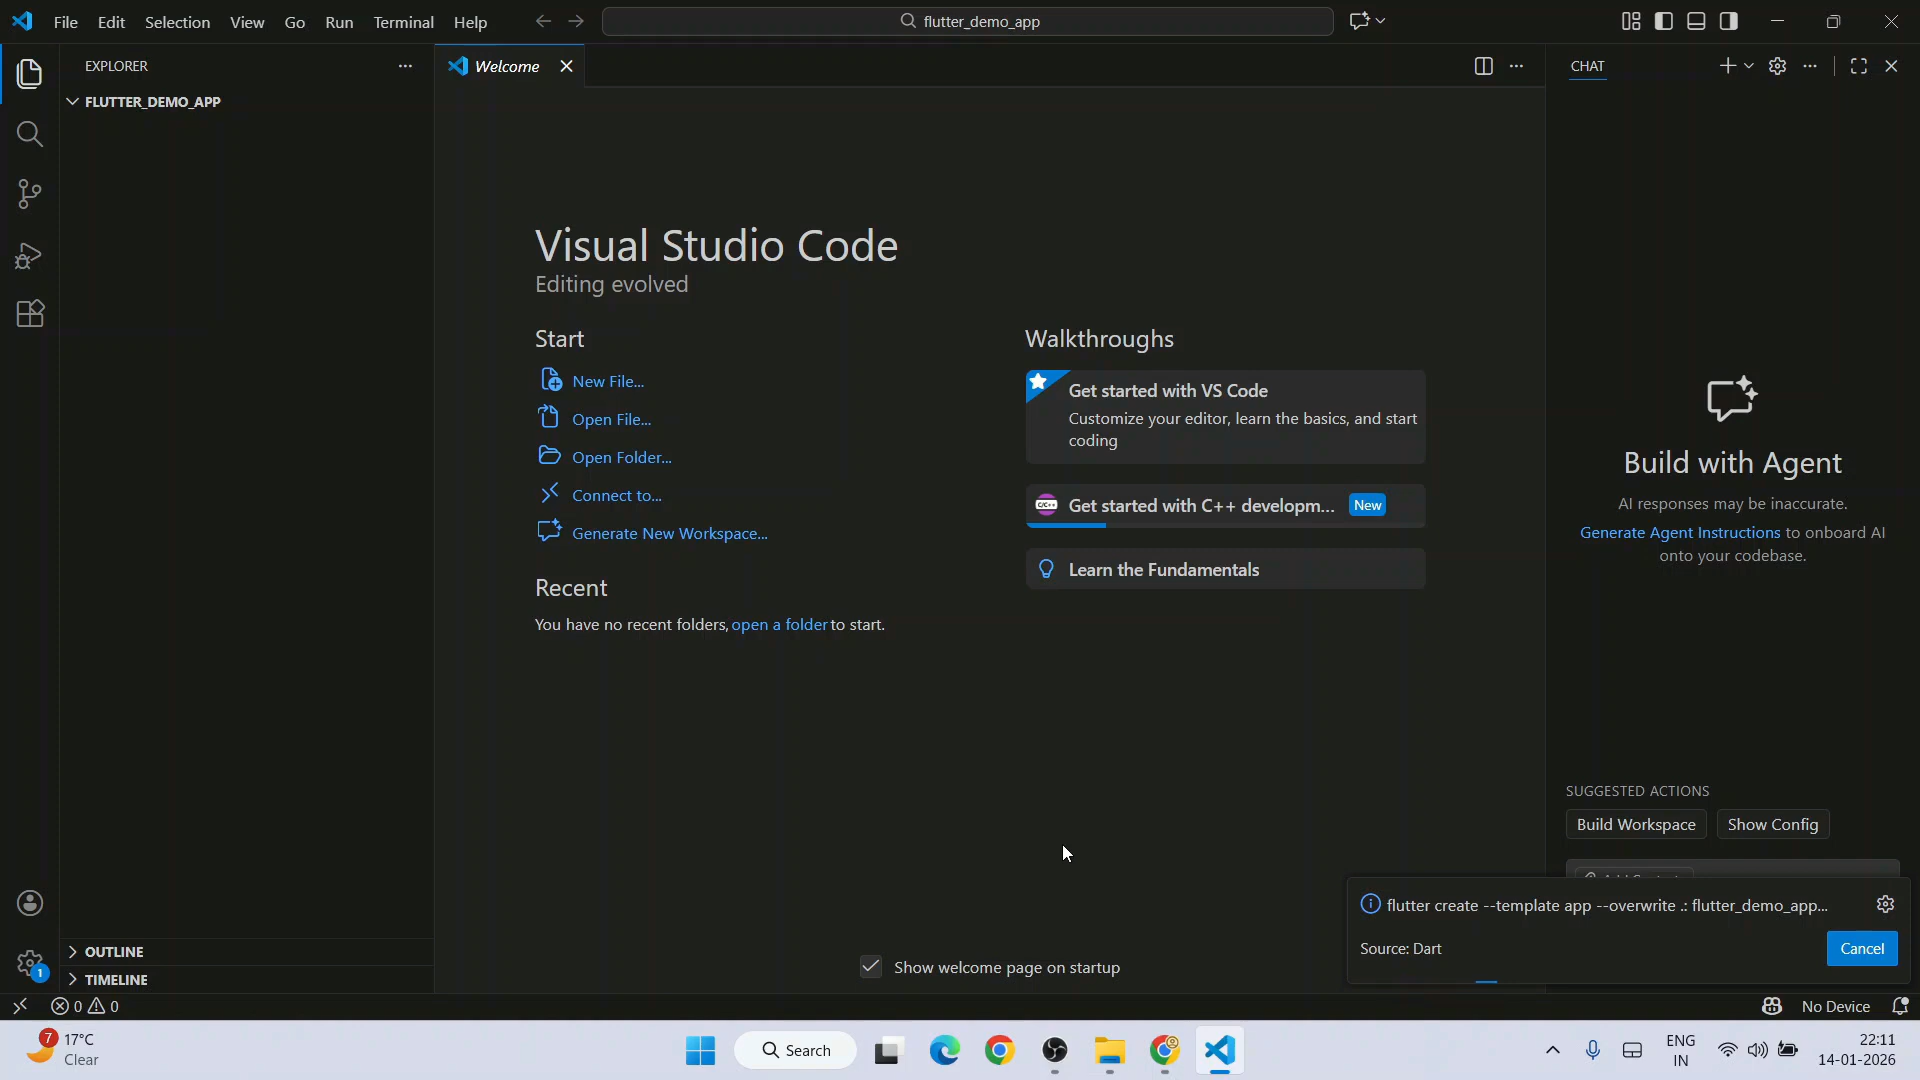 File Edit Selection View Go Run Terminal Help
flutter_demo_app
EXPLORER
FLUTTER_DEMO_APP
Welcome
CHAT
Visual Studio Code
Editing evolved
Start
New File...
Open File...
Open Folder...
Connect to...
Generate New Workspace...
Recent
You have no recent folders, open a folder to start.
Walkthroughs
Get started with VS Code
Customize your editor, learn the basics, and start
coding
C/C++
Get started with C++ developm...
New
Learn the Fundamentals
Build with Agent
AI responses may be inaccurate.
Generate Agent Instructions to onboard AI
onto your codebase.
SUGGESTED ACTIONS
Build Workspace
Show Config
flutter create --template app --overwrite .: flutter_demo_app...
Source: Dart
Cancel
Show welcome page on startup
1
OUTLINE
TIMELINE
0 0
No Device
7
17°C
Clear
Search
ENG
IN
22:11
14-01-2026